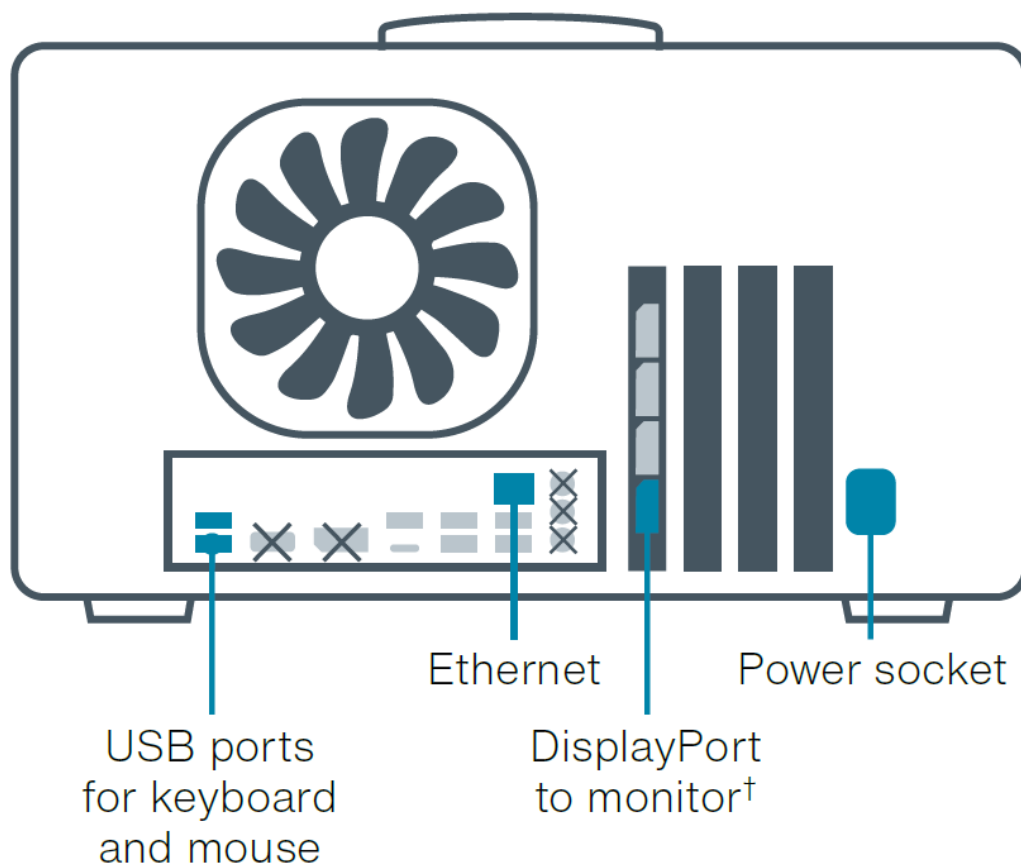 Ethernet
Power socket
USB ports
for keyboard
and mouse
DisplayPort
to monitor†